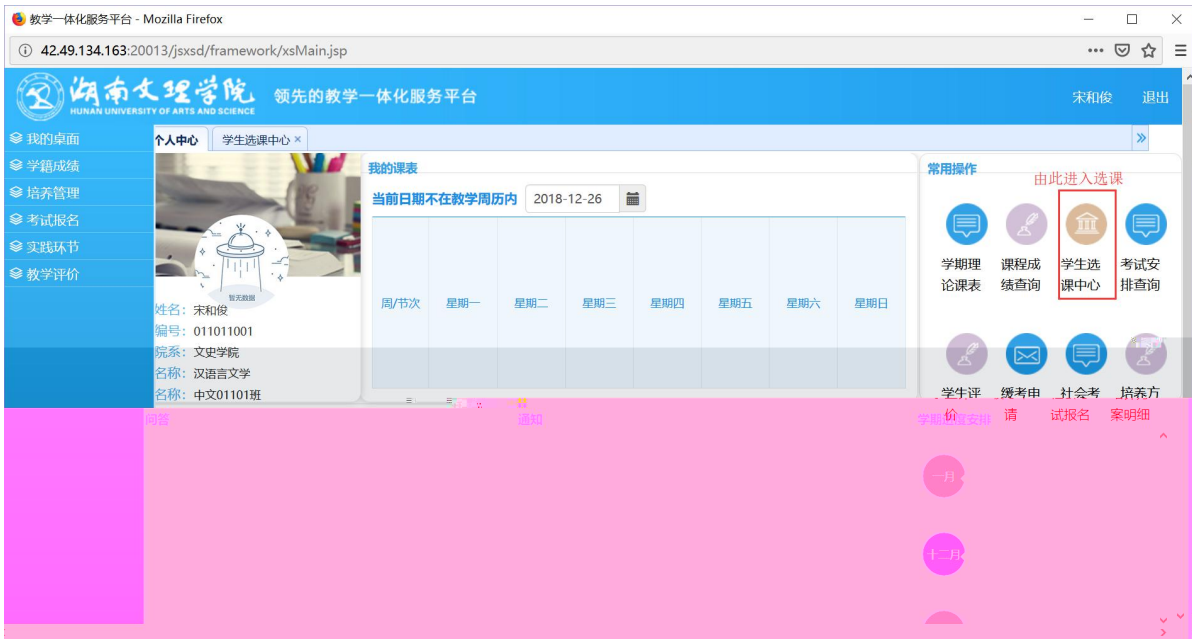 教学一体化服务平台 - Mozilla Firefox
42.49.134.163:20013/jsxsd/framework/xsMain.jsp
湖南文理学院
HUNAN UNIVERSITY OF ARTS AND SCIENCE
领先的教学一体化服务平台
宋和俊 退出
我的桌面
学籍成绩
培养管理
考试报名
实践环节
教学评价
个人中心 学生选课中心 ×
暂无数据
姓名：宋和俊
编号：011011001
院系：文史学院
名称：汉语言文学
名称：中文01101班
我的课表
当前日期不在教学周历内 2018-12-26
周/节次 星期一 星期二 星期三 星期四 星期五 星期六 星期日
常用操作
由此进入选课
学期理论课表
课程成绩查询
学生选课中心
考试安排查询
学生评价
缓考申请
社会考试报名
培养方案明细
问答
通知
一月
十二月